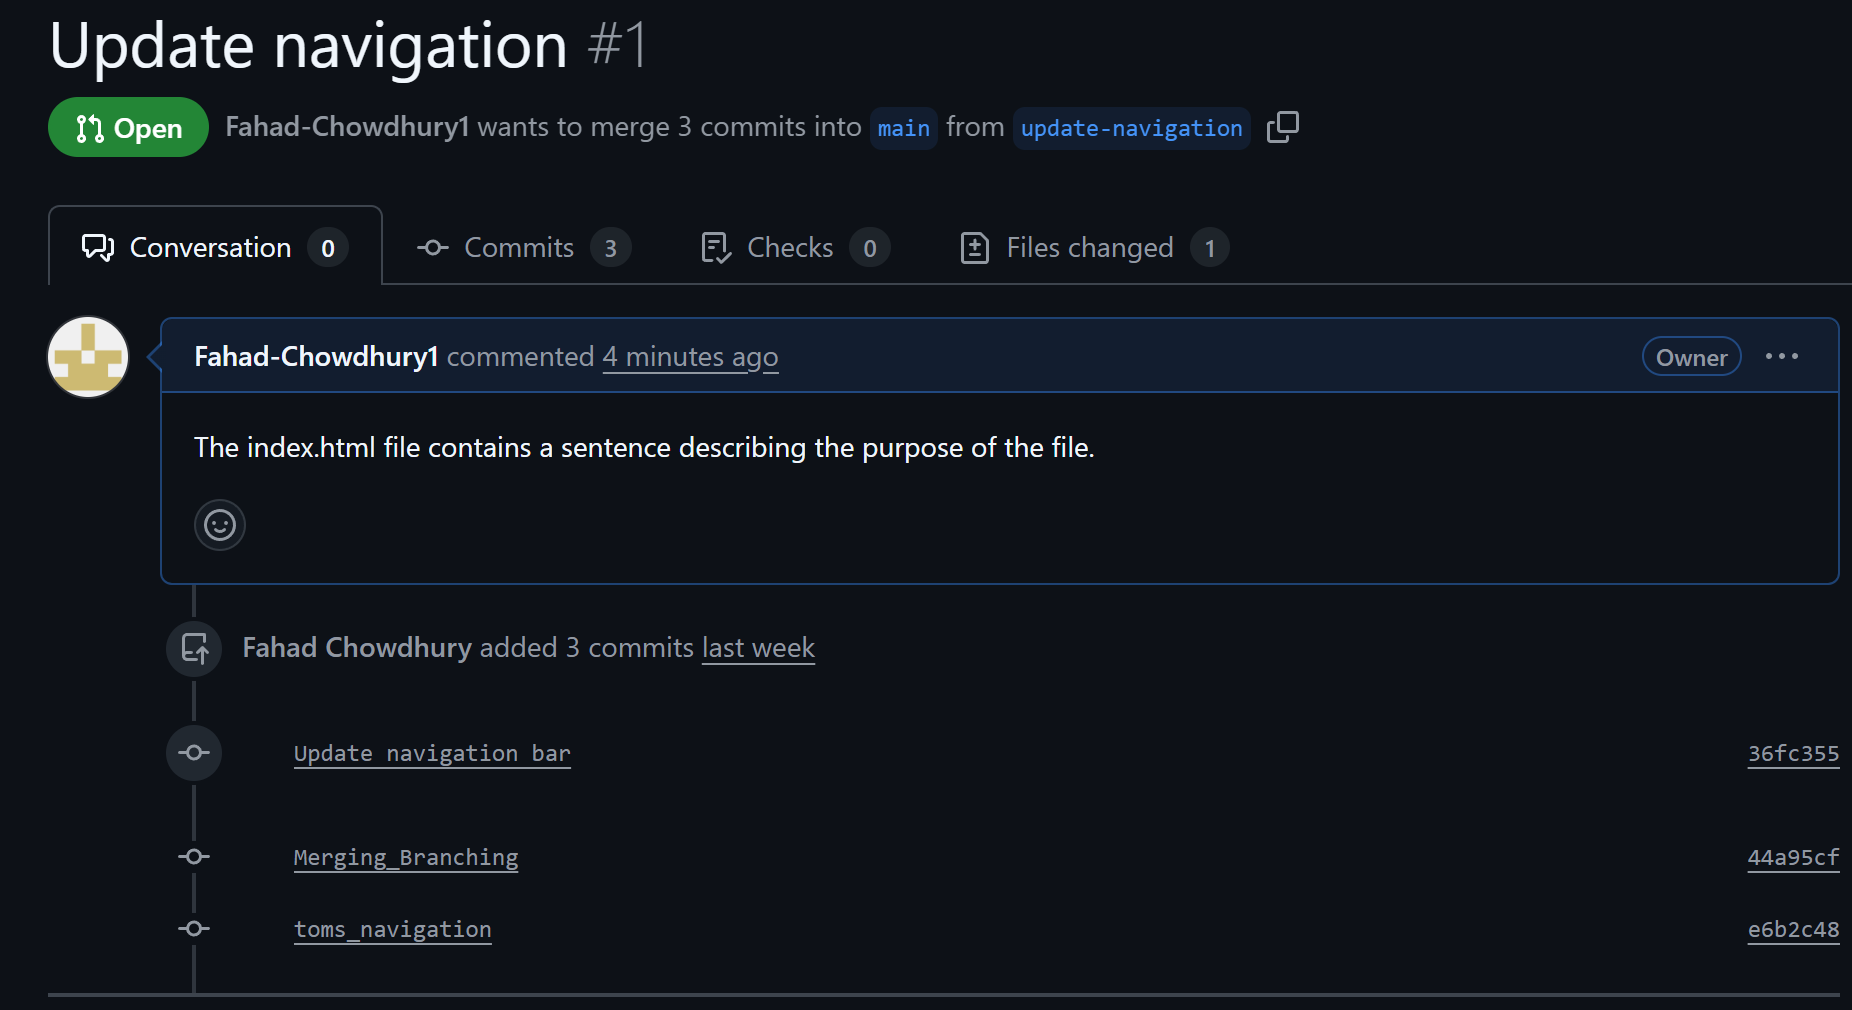 Update navigation #1
Open Fahad-Chowdhury1 wants to merge 3 commits into main from update-navigation
Conversation 0 Commits 3 Checks 0 Files changed 1
Fahad-Chowdhury1 commented 4 minutes ago Owner
The index.html file contains a sentence describing the purpose of the file.
Fahad Chowdhury added 3 commits last week
Update navigation bar 36fc355
Merging_Branching 44a95cf
toms_navigation e6b2c48